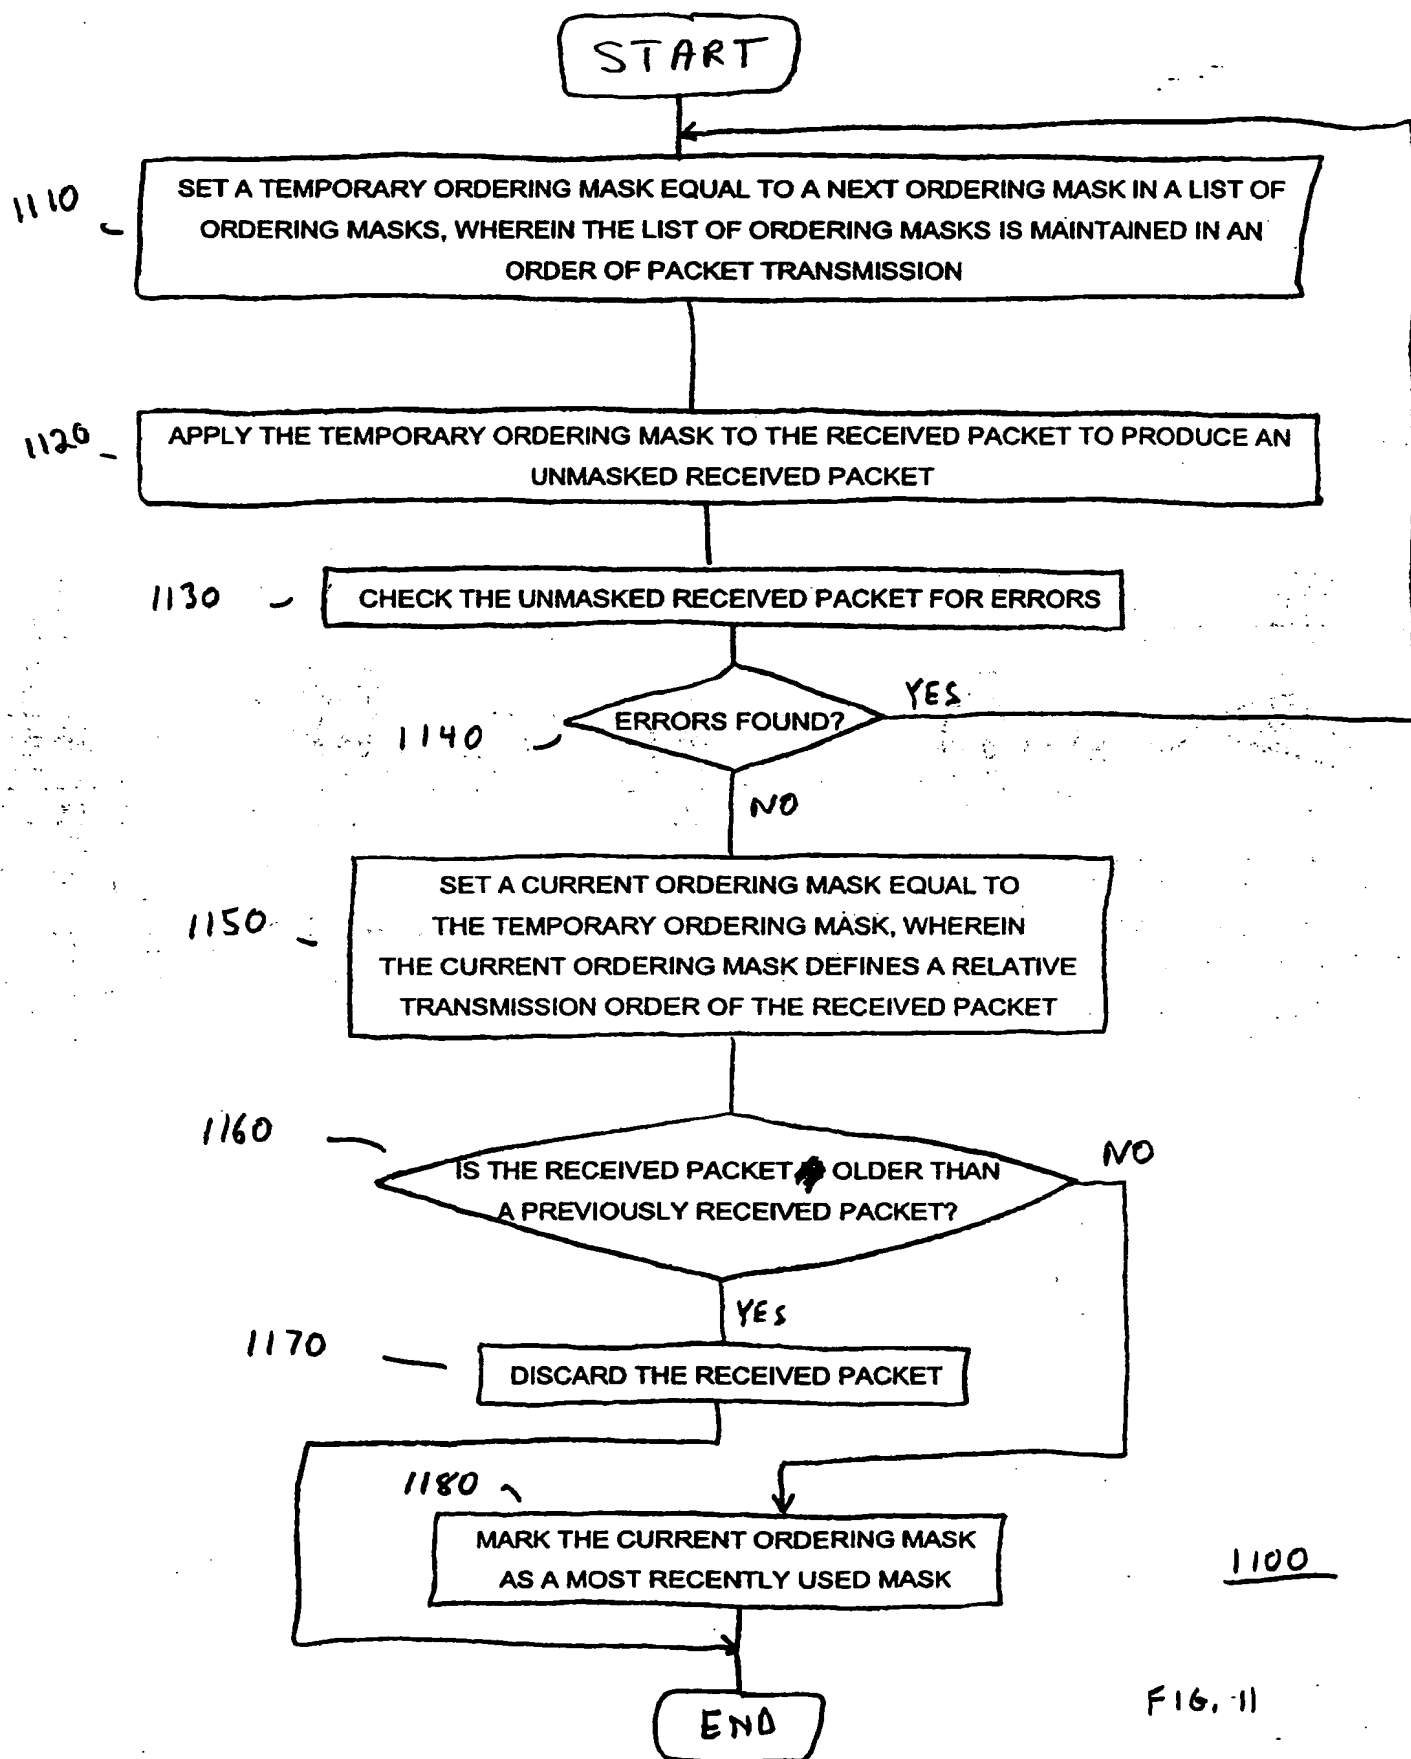 START
1110
SET A TEMPORARY ORDERING MASK EQUAL TO A NEXT ORDERING MASK IN A LIST OF
ORDERING MASKS, WHEREIN THE LIST OF ORDERING MASKS IS MAINTAINED IN AN
ORDER OF PACKET TRANSMISSION
1120
APPLY THE TEMPORARY ORDERING MASK TO THE RECEIVED PACKET TO PRODUCE AN
UNMASKED RECEIVED PACKET
1130
CHECK THE UNMASKED RECEIVED PACKET FOR ERRORS
YES
ERRORS FOUND?
1140
NO
SET A CURRENT ORDERING MASK EQUAL TO
1150
THE TEMPORARY ORDERING MASK, WHEREIN
THE CURRENT ORDERING MASK DEFINES A RELATIVE
TRANSMISSION ORDER OF THE RECEIVED PACKET
1160
NO
IS THE RECEIVED PACKET OLDER THAN
A PREVIOUSLY RECEIVED PACKET?
YES
1170
DISCARD THE RECEIVED PACKET
1180
MARK THE CURRENT ORDERING MASK
AS A MOST RECENTLY USED MASK
1100
END
FIG. 11